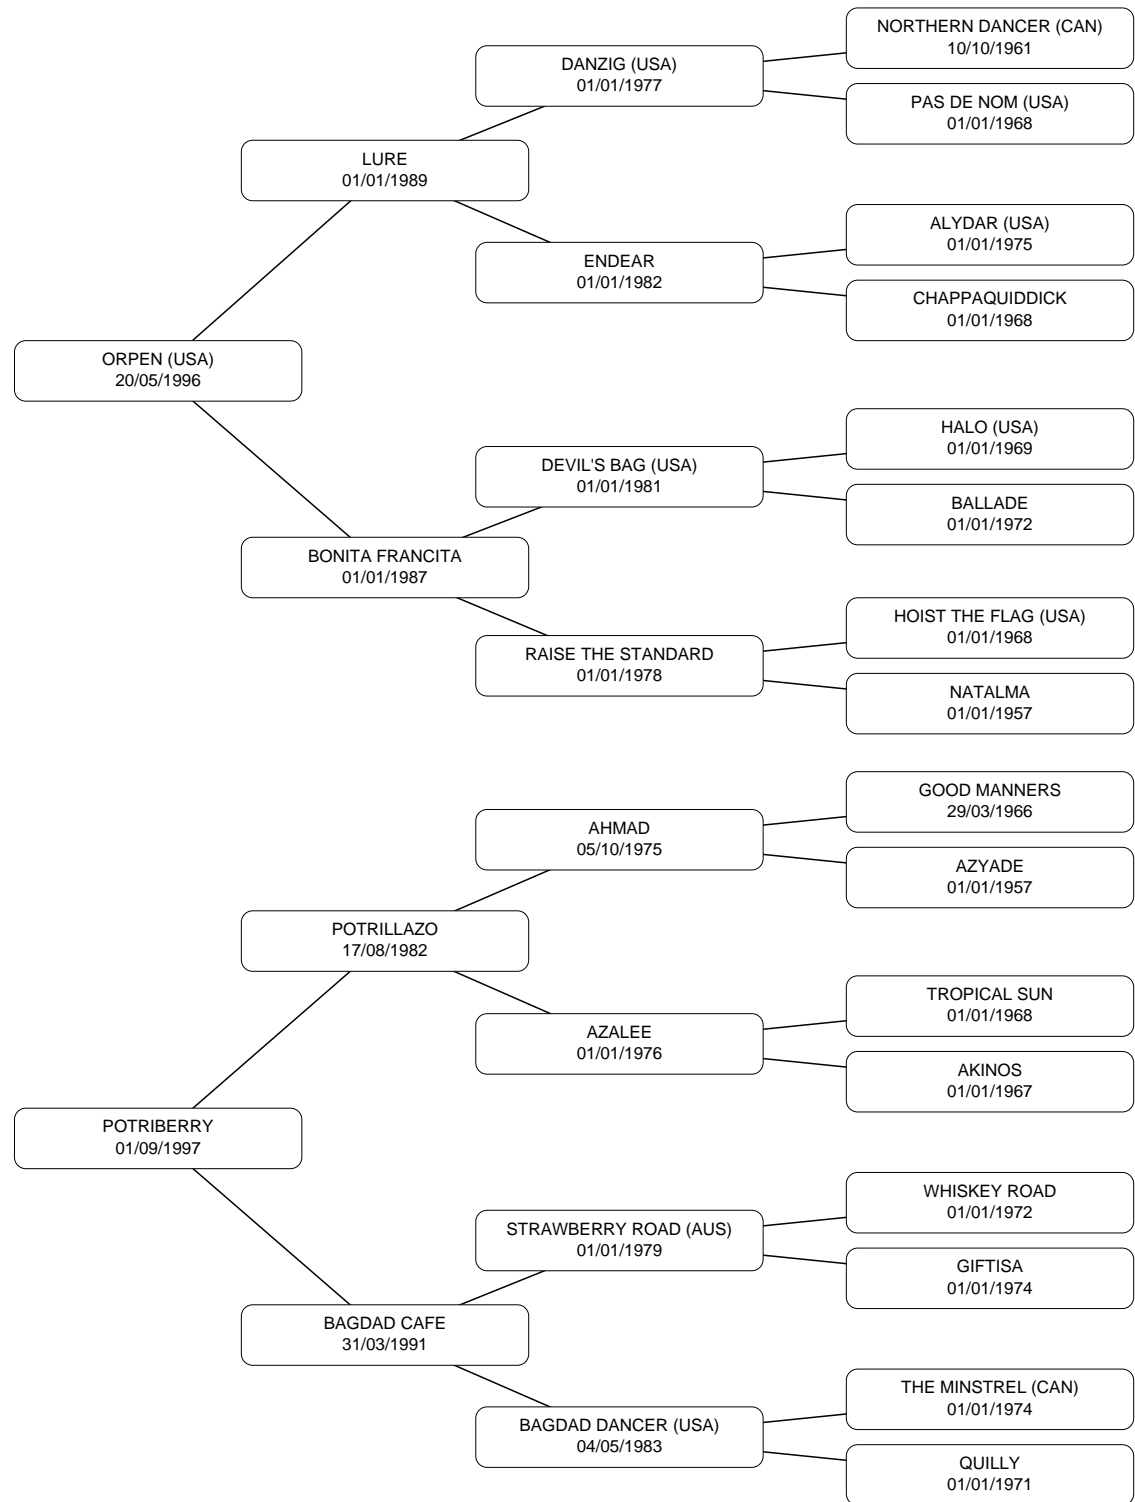 NORTHERN DANCER (CAN)
10/10/1961
DANZIG (USA)
01/01/1977
PAS DE NOM (USA)
01/01/1968
LURE
01/01/1989
ALYDAR (USA)
01/01/1975
ENDEAR
01/01/1982
CHAPPAQUIDDICK
01/01/1968
ORPEN (USA)
20/05/1996
HALO (USA)
01/01/1969
DEVIL'S BAG (USA)
01/01/1981
BALLADE
01/01/1972
BONITA FRANCITA
01/01/1987
HOIST THE FLAG (USA)
01/01/1968
RAISE THE STANDARD
01/01/1978
NATALMA
01/01/1957
GOOD MANNERS
29/03/1966
AHMAD
05/10/1975
AZYADE
01/01/1957
POTRILLAZO
17/08/1982
TROPICAL SUN
01/01/1968
AZALEE
01/01/1976
AKINOS
01/01/1967
POTRIBERRY
01/09/1997
WHISKEY ROAD
01/01/1972
STRAWBERRY ROAD (AUS)
01/01/1979
GIFTISA
01/01/1974
BAGDAD CAFE
31/03/1991
THE MINSTREL (CAN)
01/01/1974
BAGDAD DANCER (USA)
04/05/1983
QUILLY
01/01/1971